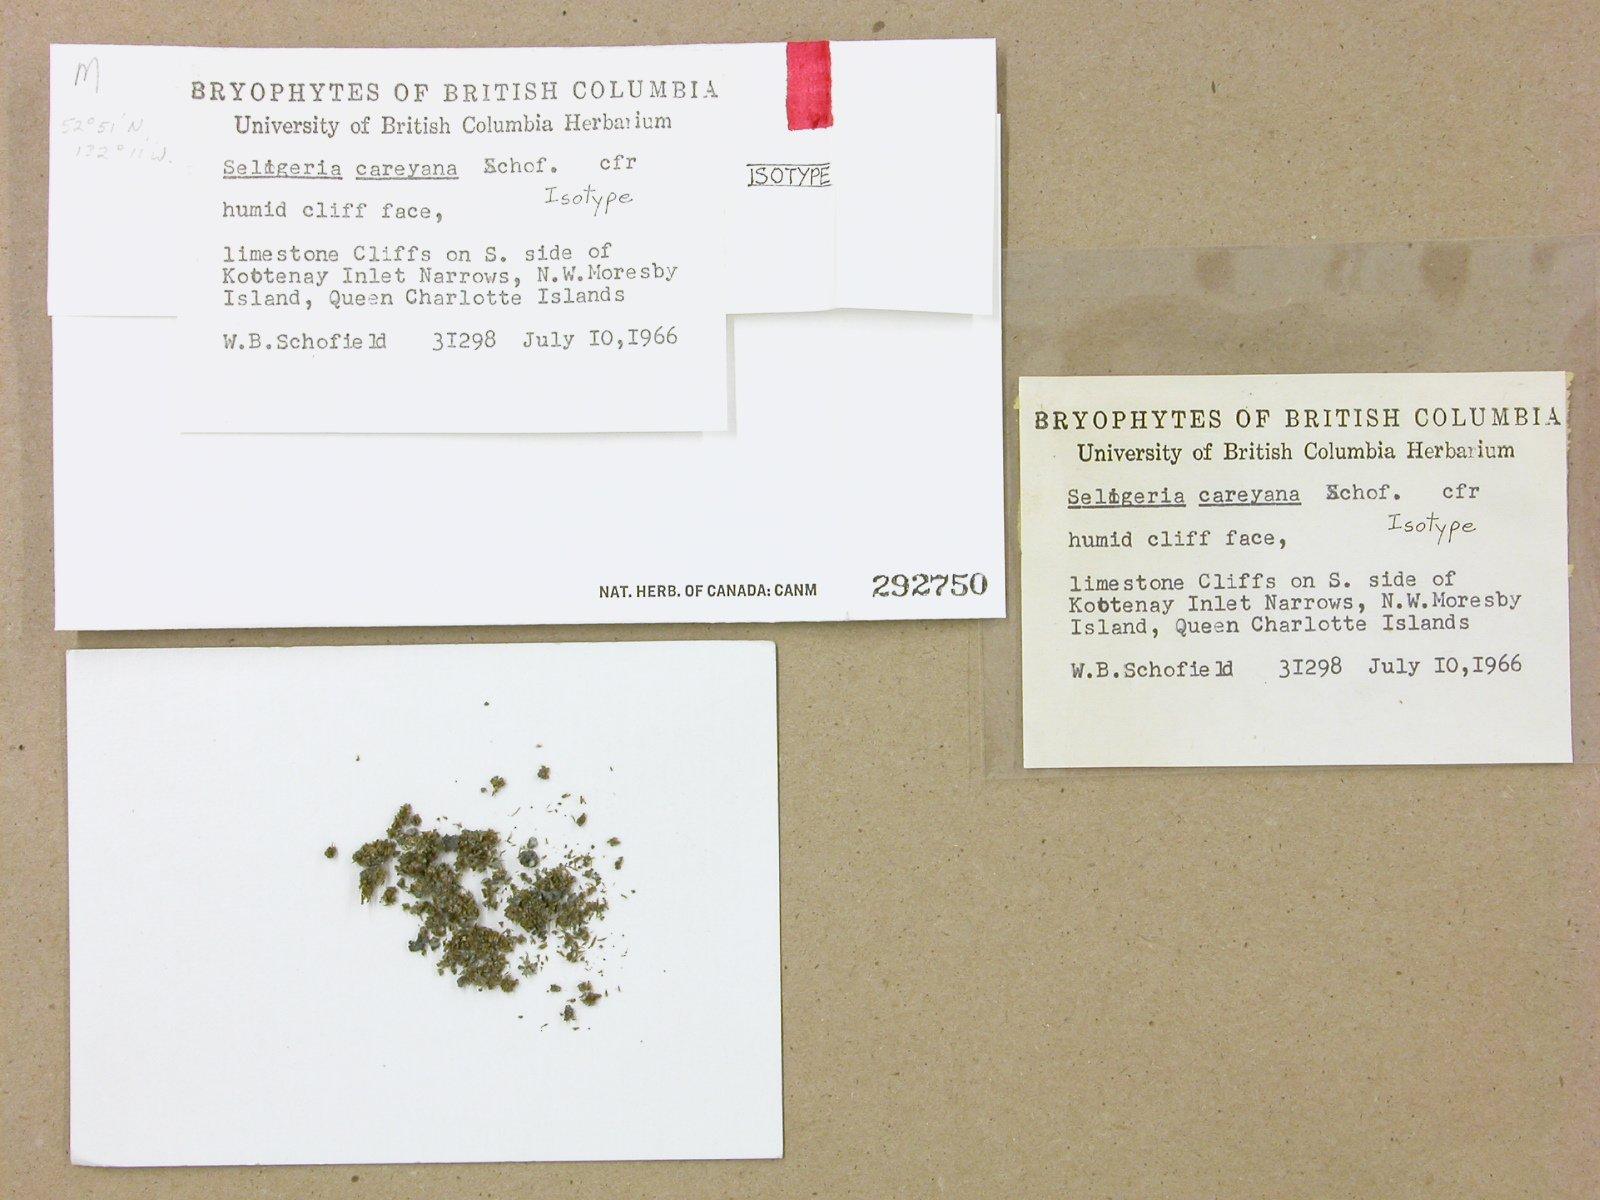 M
52°51'N
132°11'W.
BRYOPHYTES OF BRITISH COLUMBIA
University of British Columbia Herbarium
Seligeria careyana Schof. cfr
Isotype
humid cliff face,
limestone Cliffs on S. side of
Kootenay Inlet Narrows, N.W.Moresby
Island, Queen Charlotte Islands
W.B.Schofield 31298 July 10,1966
ISOTYPE
NAT. HERB. OF CANADA: CANM 292750
BRYOPHYTES OF BRITISH COLUMBIA
University of British Columbia Herbarium
Seligeria careyana Schof. cfr
Isotype
humid cliff face,
limestone Cliffs on S. side of
Kootenay Inlet Narrows, N.W.Moresby
Island, Queen Charlotte Islands
W.B.Schofield 31298 July 10,1966